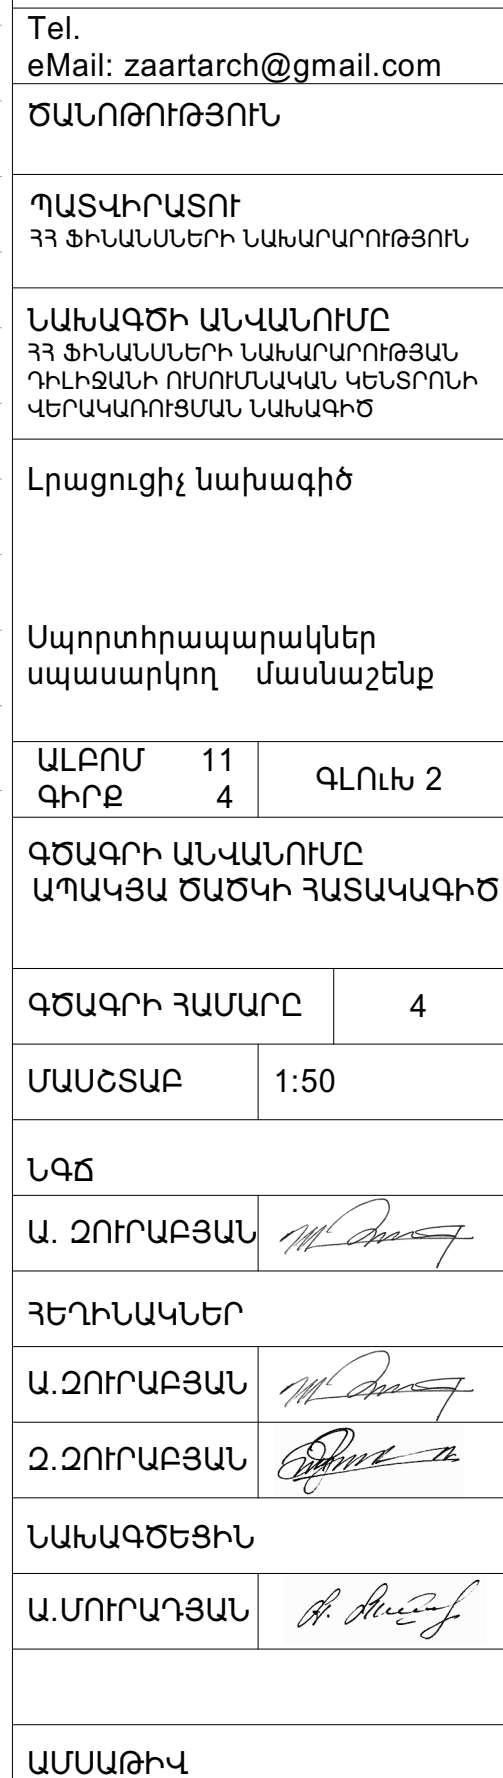 Tel.
eMail: zaartarch@gmail.com
ԾԱՆՈԹՈՒԹՅՈՒՆ
ՊԱՏՎԻՐԱՏՈՒ
ՀՀ ՖԻՆԱՆՍՆԵՐԻ ՆԱԽԱՐԱՐՈՒԹՅՈՒՆ
ՆԱԽԱԳԾԻ ԱՆՎԱՆՈՒՄԸ
ՀՀ ՖԻՆԱՆՍՆԵՐԻ ՆԱԽԱՐԱՐՈՒԹՅԱՆ
ԴԻԼԻՋԱՆԻ ՈՒՍՈՒՄՆԱԿԱՆ ԿԵՆՏՐՈՆԻ
ՎԵՐԱԿԱՌՈՒՑՄԱՆ ՆԱԽԱԳԻԾ
Լրացուցիչ նախագիծ
Սպորտհրապարակներ
սպասարկող մասնաշենք
ԱԼԲՈՄ 11
ԳԻՐՔ 4
ԳԼՈւԽ 2
ԳԾԱԳՐԻ ԱՆՎԱՆՈՒՄԸ
ԱՊԱԿՅԱ ԾԱԾԿԻ ՀԱՏԱԿԱԳԻԾ
ԳԾԱԳՐԻ ՀԱՄԱՐԸ 4
ՄԱՍՇՏԱԲ 1:50
ՆԳՃ
Ա. ԶՈՒՐԱԲՅԱՆ
ՀԵՂԻՆԱԿՆԵՐ
Ա.ԶՈՒՐԱԲՅԱՆ
Զ.ԶՈՒՐԱԲՅԱՆ
ՆԱԽԱԳԾԵՑԻՆ
Ա.ՄՈՒՐԱԴՅԱՆ
ԱՄՍԱԹԻՎ